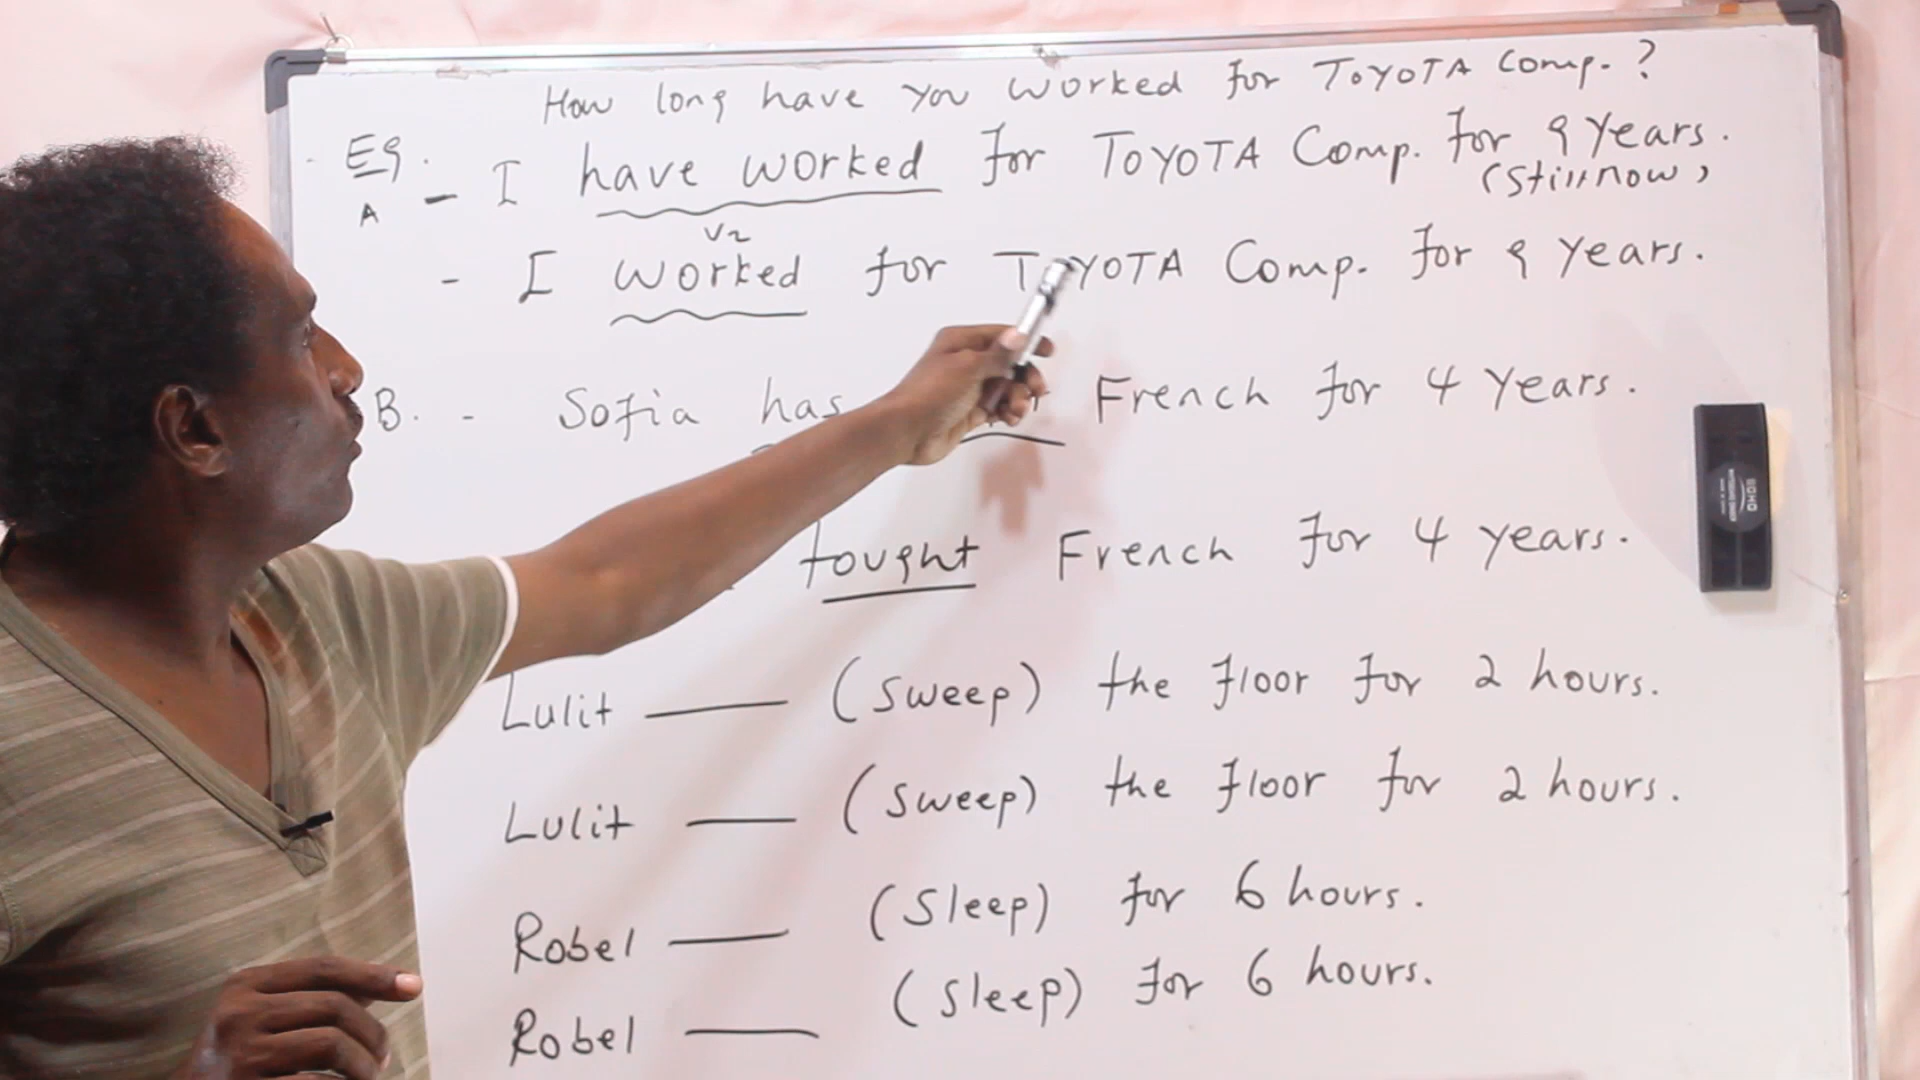 How long have you worked for TOYOTA Comp. ?
Eg.
A - I have worked for TOYOTA Comp. for 9 years.
(still now)
V2
- I worked for TOYOTA Comp. for 9 years.
B. - Sofia has French for 4 years.
tought French for 4 years.
Lulit ____ (sweep) the floor for 2 hours.
Lulit ____ (sweep) the floor for 2 hours.
Robel ____ (sleep) for 6 hours.
Robel ____ (sleep) for 6 hours.